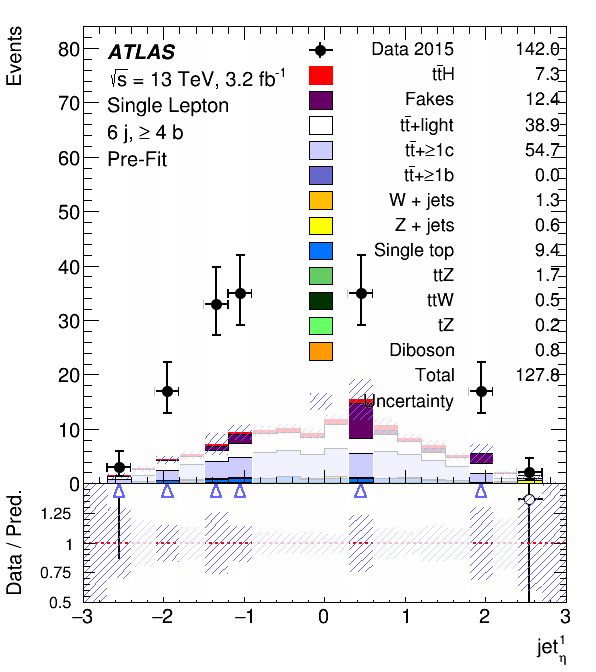 Events
80
70
60
50
40
30
20
10
0
ATLAS
√s = 13 TeV, 3.2 fb⁻¹
Single Lepton
6 j, ≥ 4 b
Pre-Fit
Data 2015 142.0
tt̄H 7.3
Fakes 12.4
tt̄+light 38.9
tt̄+≥1c 54.7
tt̄+≥1b 0.0
W + jets 1.3
Z + jets 0.6
Single top 9.4
ttZ 1.7
ttW 0.5
tZ 0.2
Diboson 0.8
Total 127.8
Uncertainty
Data / Pred.
1.25
1
0.75
0.5
−3 −2 −1 0 1 2 3
jet¹_η